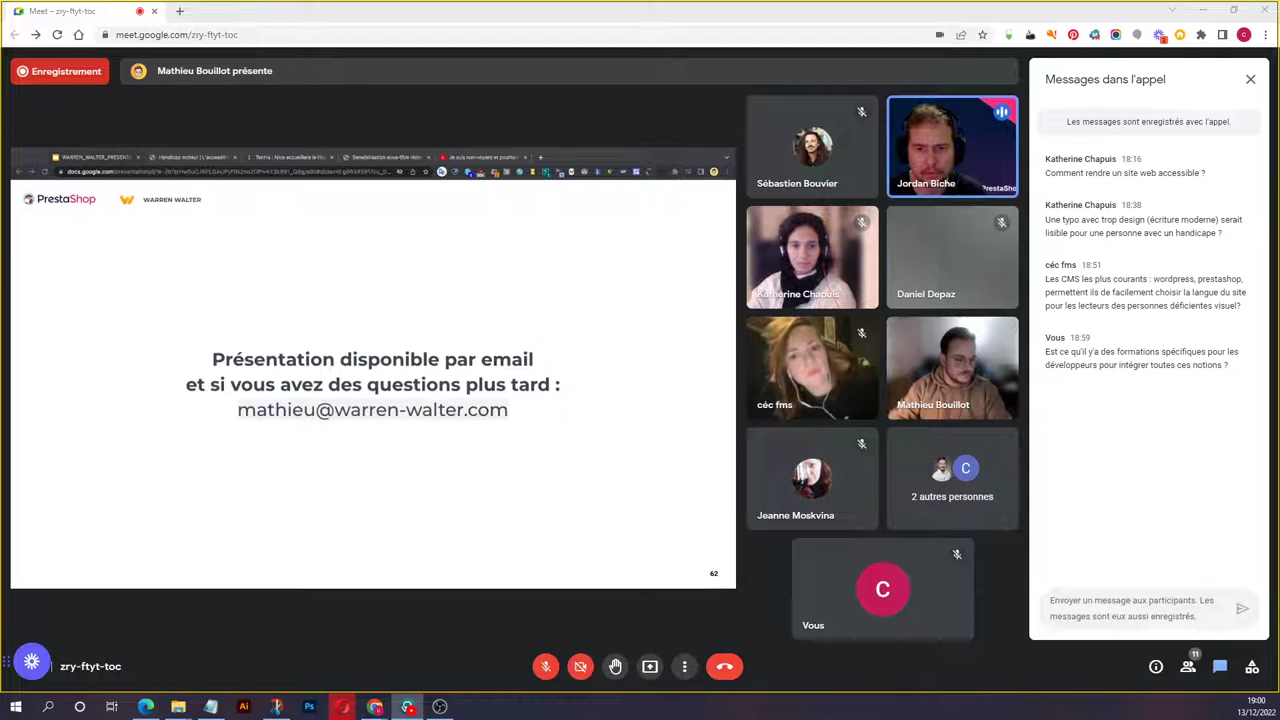 Meet – zry-ftyt-toc
meet.google.com/zry-ftyt-toc
Enregistrement
Mathieu Bouillot présente
Messages dans l'appel
Les messages sont enregistrés avec l'appel.
Katherine Chapuis 18:16
Comment rendre un site web accessible ?
Katherine Chapuis 18:38
Une typo avec trop design (écriture moderne) serait
lisible pour une personne avec un handicape ?
céc fms 18:51
Les CMS les plus courants : wordpress, prestashop,
permettent ils de facilement choisir la langue du site
pour les lecteurs des personnes déficientes visuel?
Vous 18:59
Est ce qu'il y'a des formations spécifiques pour les
développeurs pour intégrer toutes ces notions ?
Envoyer un message aux participants. Les
messages sont eux aussi enregistrés.
PrestaShop
WARREN WALTER
Présentation disponible par email
et si vous avez des questions plus tard :
mathieu@warren-walter.com
62
Sébastien Bouvier
Jordan Biche
PrestaSho
Katherine Chapuis
Daniel Depaz
céc fms
Mathieu Bouillot
Jeanne Moskvina
C
2 autres personnes
C
Vous
zry-ftyt-toc
11
19:00
13/12/2022